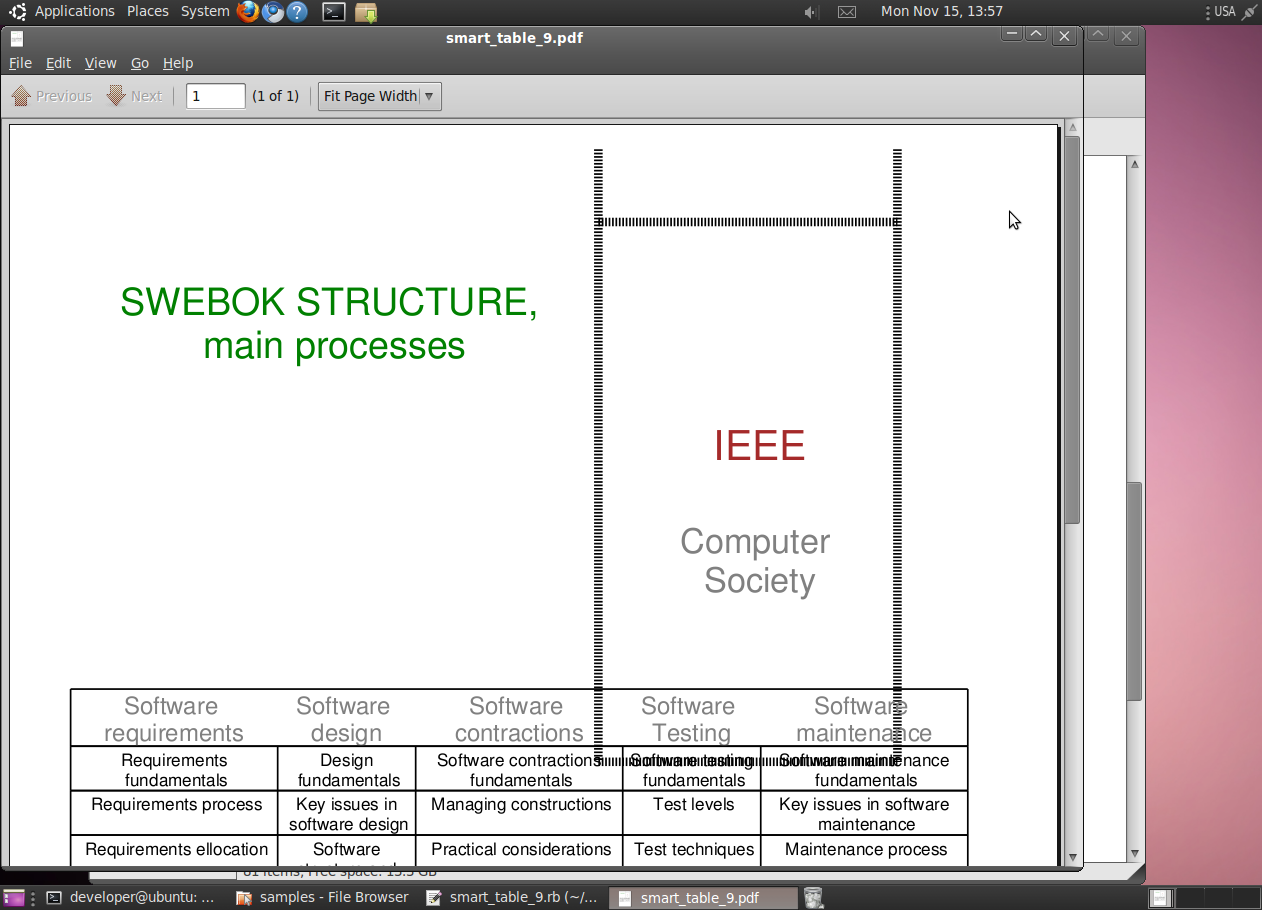 Applications Places System
Mon Nov 15, 13:57
USA
smart_table_9.pdf
File Edit View Go Help
Previous Next 1 (1 of 1) Fit Page Width
SWEBOK STRUCTURE,
main processes
IEEE
Computer
Society
Software Software Software Software Software
requirements design contractions Testing maintenance
Requirements Design Software contractions Software testing Software maintenance
fundamentals fundamentals fundamentals fundamentals fundamentals
Requirements process Key issues in Managing constructions Test levels Key issues in software
software design maintenance
Requirements ellocation Software Practical considerations Test techniques Maintenance process
structure and
81 items, Free space: 15.5 GB
developer@ubuntu: ... samples - File Browser smart_table_9.rb (~/... smart_table_9.pdf